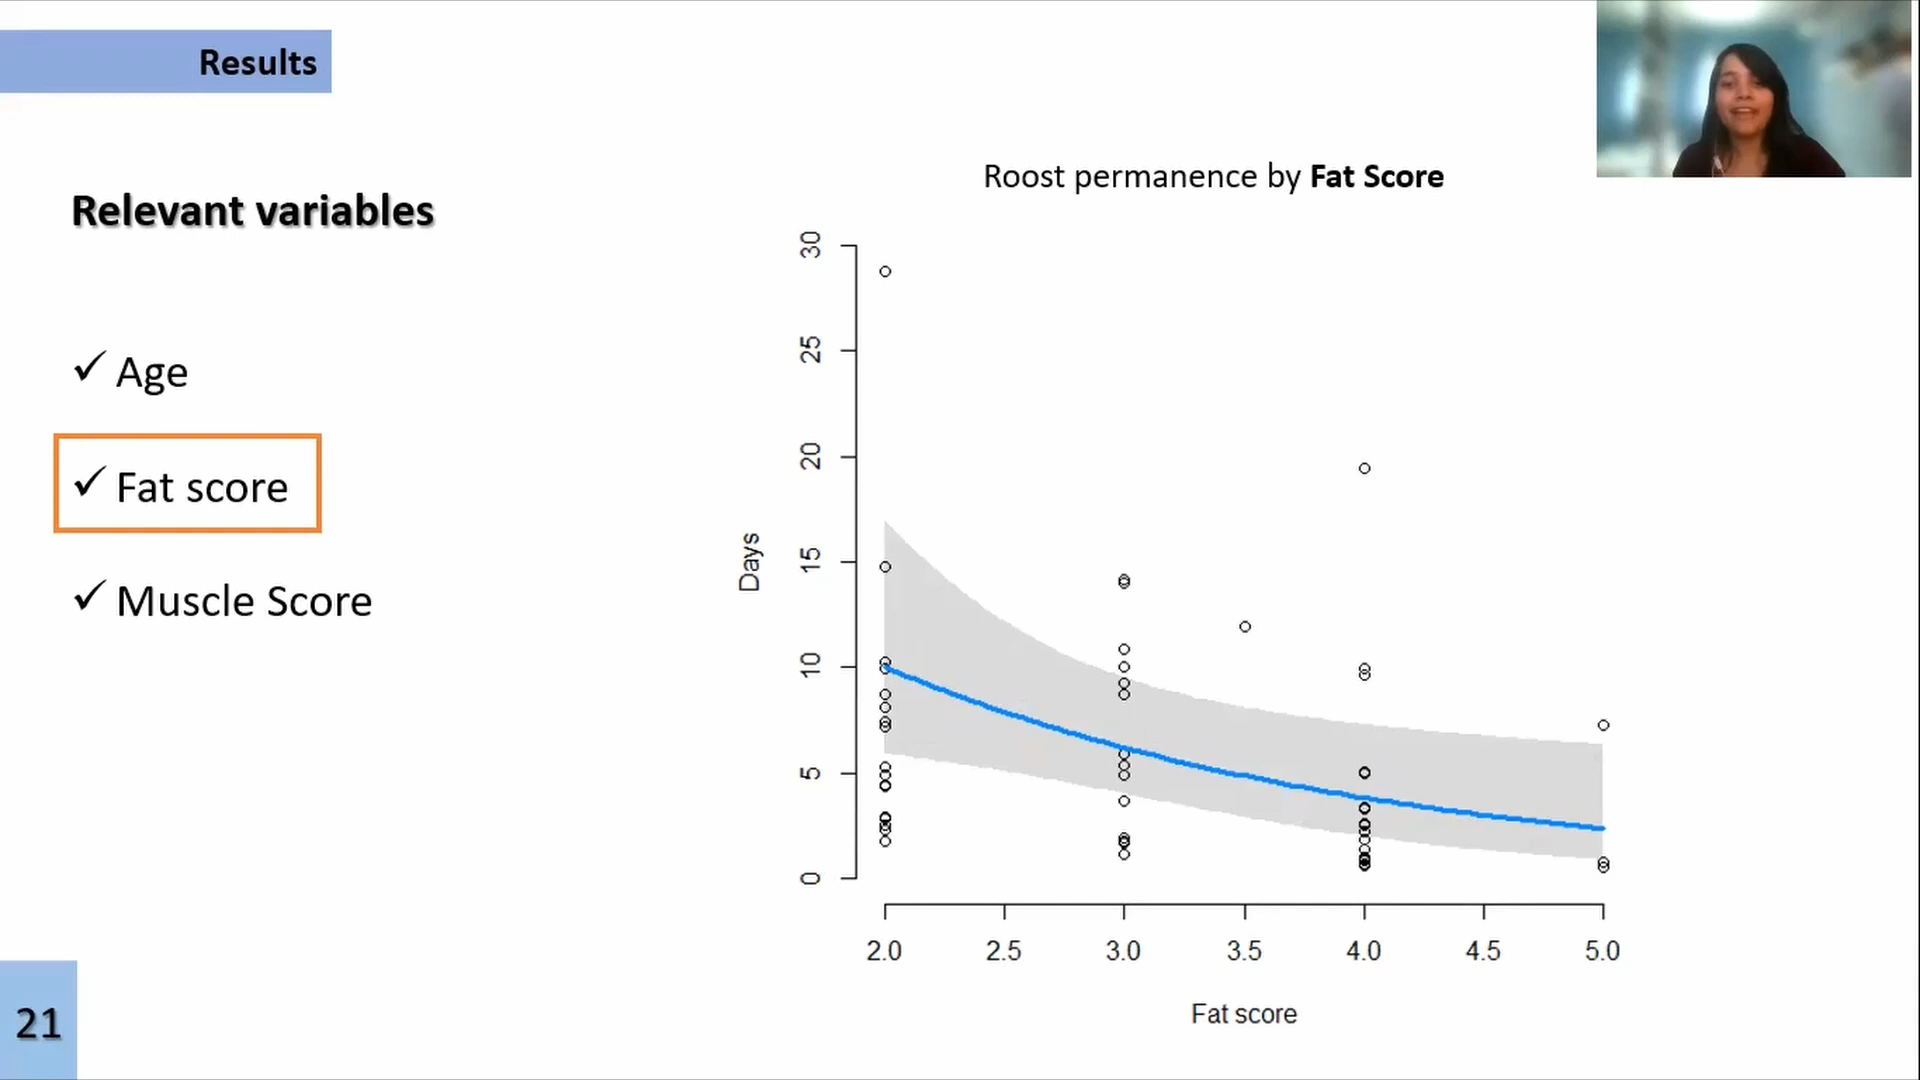 Results
Relevant variables
✓ Age
✓ Fat score
✓ Muscle Score
Roost permanence by Fat Score
30
25
20
15
10
5
0
Days
2.0 2.5 3.0 3.5 4.0 4.5 5.0
Fat score
21